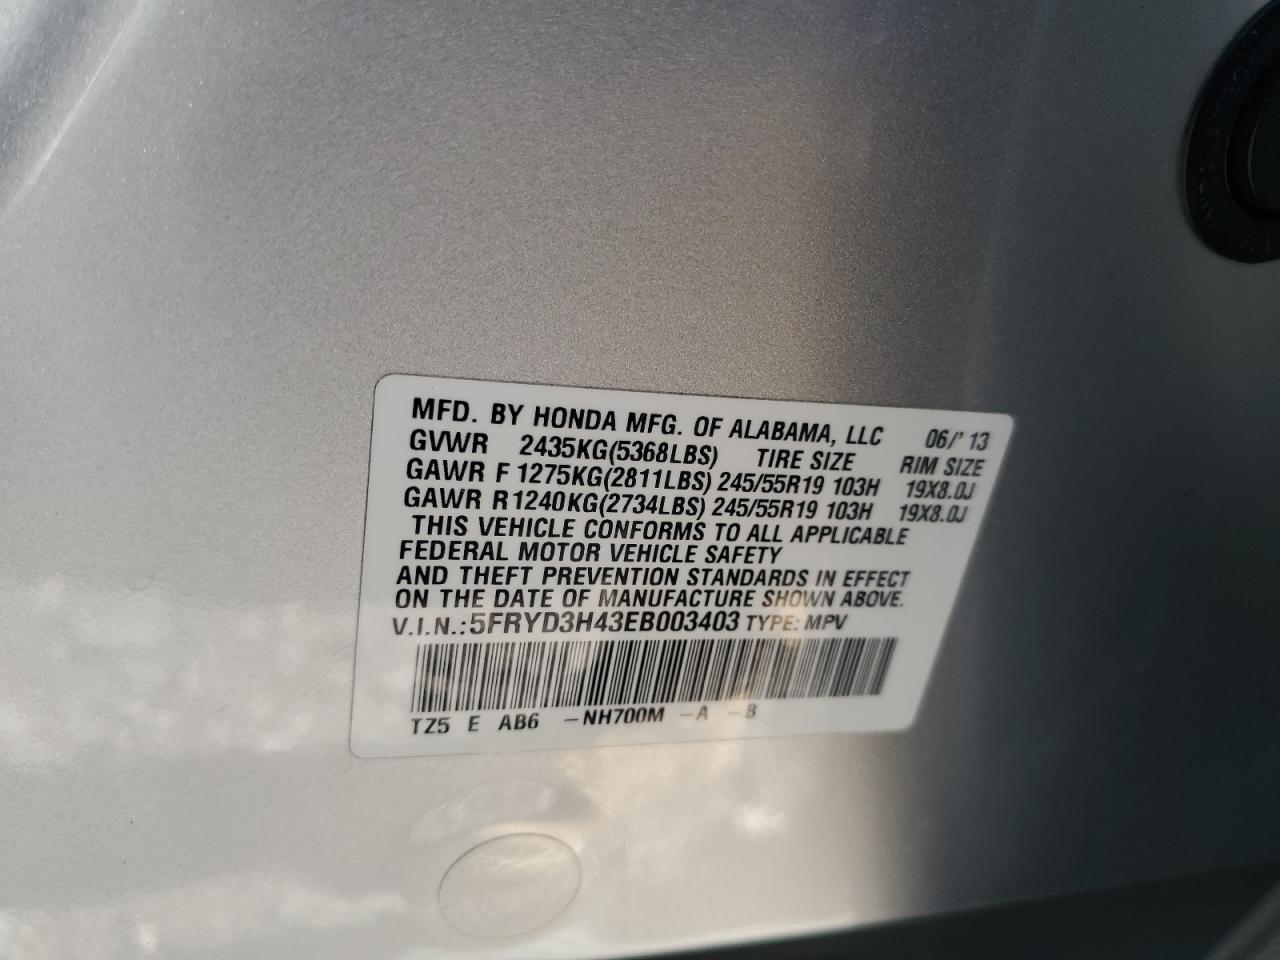 MFD. BY HONDA MFG. OF ALABAMA, LLC 06/'13
GVWR 2435KG(5368LBS) TIRE SIZE RIM SIZE
GAWR F 1275KG(2811LBS) 245/55R19 103H 19X8.0J
GAWR R 1240KG(2734LBS) 245/55R19 103H 19X8.0J
THIS VEHICLE CONFORMS TO ALL APPLICABLE
FEDERAL MOTOR VEHICLE SAFETY
AND THEFT PREVENTION STANDARDS IN EFFECT
ON THE DATE OF MANUFACTURE SHOWN ABOVE.
V.I.N.:5FRYD3H43EB003403 TYPE: MPV
TZ5 E AB6 -NH700M -A -B